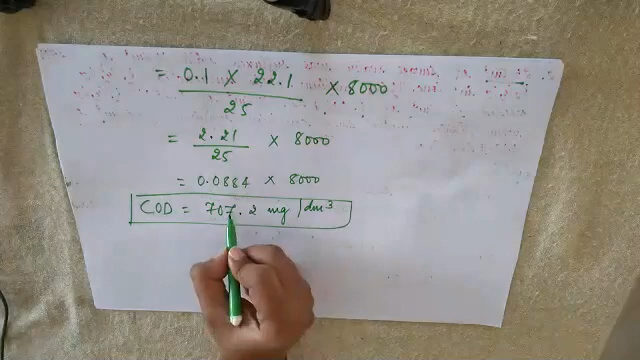 = 0.1 × 22.1 / 25 × 8000
= 2.21 / 25 × 8000
= 0.0884 × 8000
COD = 707.2 mg/dm³